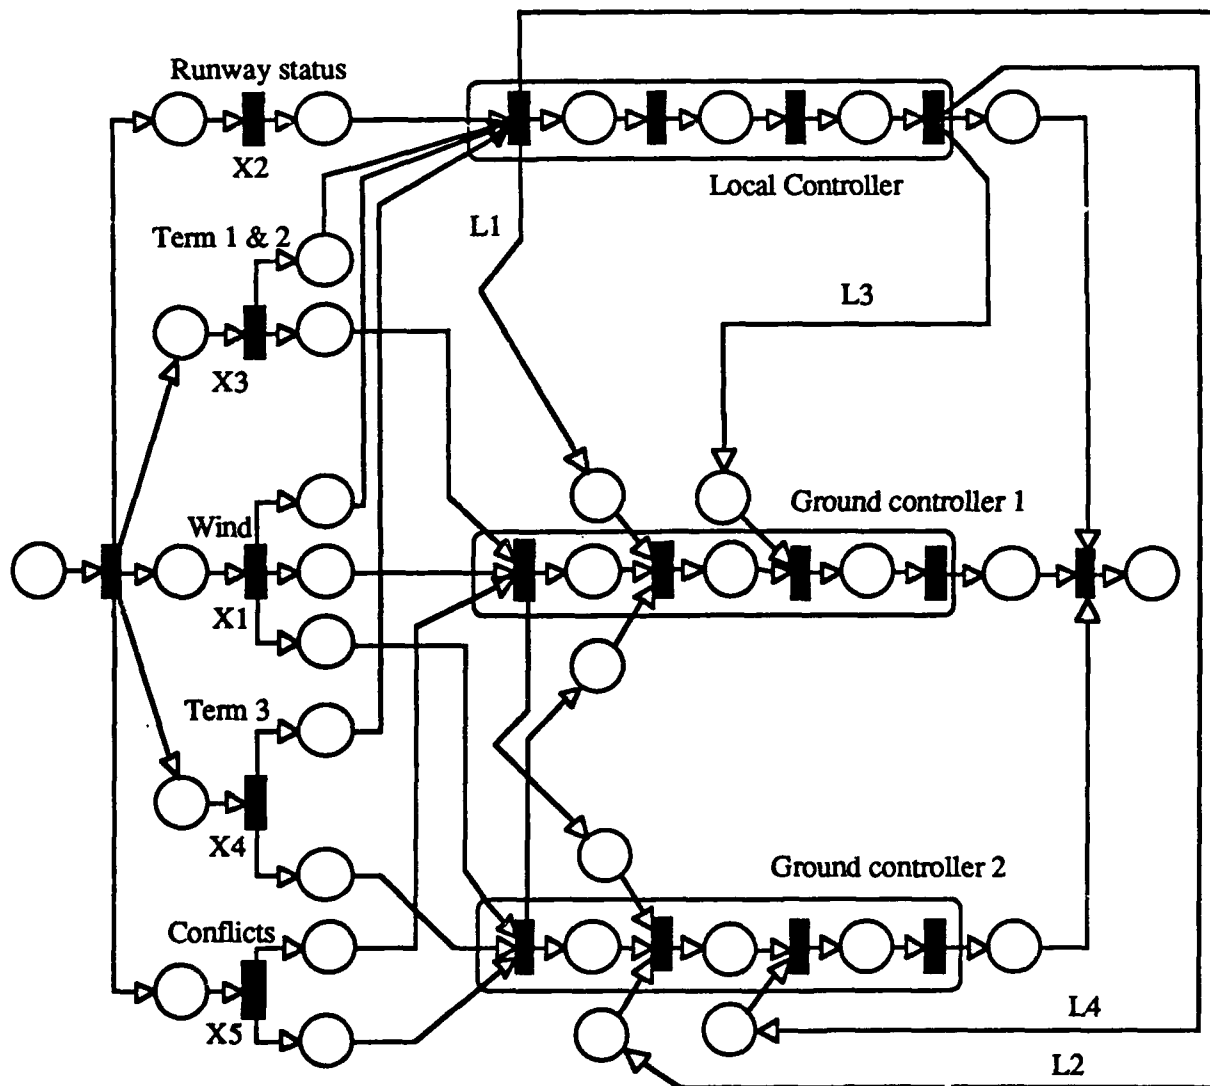 Runway status
X2
Local Controller
L1
Term 1 & 2
L3
X3
Ground controller 1
Wind
X1
Term 3
X4
Ground controller 2
Conflicts
X5
L4
L2